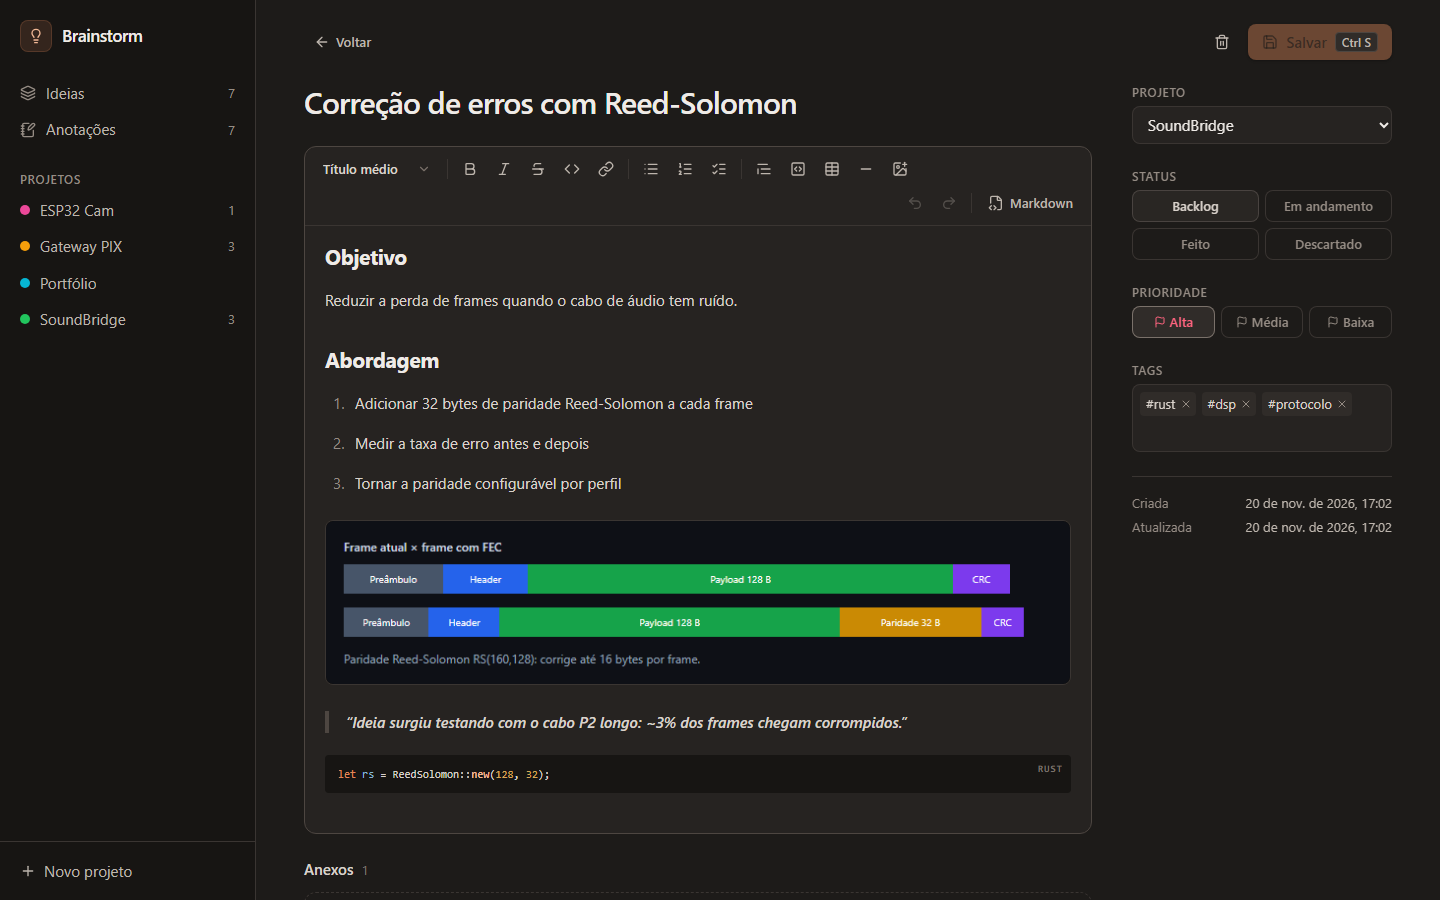 Brainstorm
Ideias 7
Anotações 7
PROJETOS
ESP32 Cam 1
Gateway PIX 3
Portfólio
SoundBridge 3
Novo projeto
Voltar
Salvar Ctrl S
Correção de erros com Reed-Solomon
Título médio
Markdown
Objetivo
Reduzir a perda de frames quando o cabo de áudio tem ruído.
Abordagem
1. Adicionar 32 bytes de paridade Reed-Solomon a cada frame
2. Medir a taxa de erro antes e depois
3. Tornar a paridade configurável por perfil
Frame atual × frame com FEC
Preâmbulo Header Payload 128 B CRC
Preâmbulo Header Payload 128 B Paridade 32 B CRC
Paridade Reed-Solomon RS(160,128): corrige até 16 bytes por frame.
“Ideia surgiu testando com o cabo P2 longo: ~3% dos frames chegam corrompidos.”
RUST
let rs = ReedSolomon::new(128, 32);
Anexos 1
PROJETO
SoundBridge
STATUS
Backlog Em andamento
Feito Descartado
PRIORIDADE
Alta Média Baixa
TAGS
#rust × #dsp × #protocolo ×
Criada 20 de nov. de 2026, 17:02
Atualizada 20 de nov. de 2026, 17:02